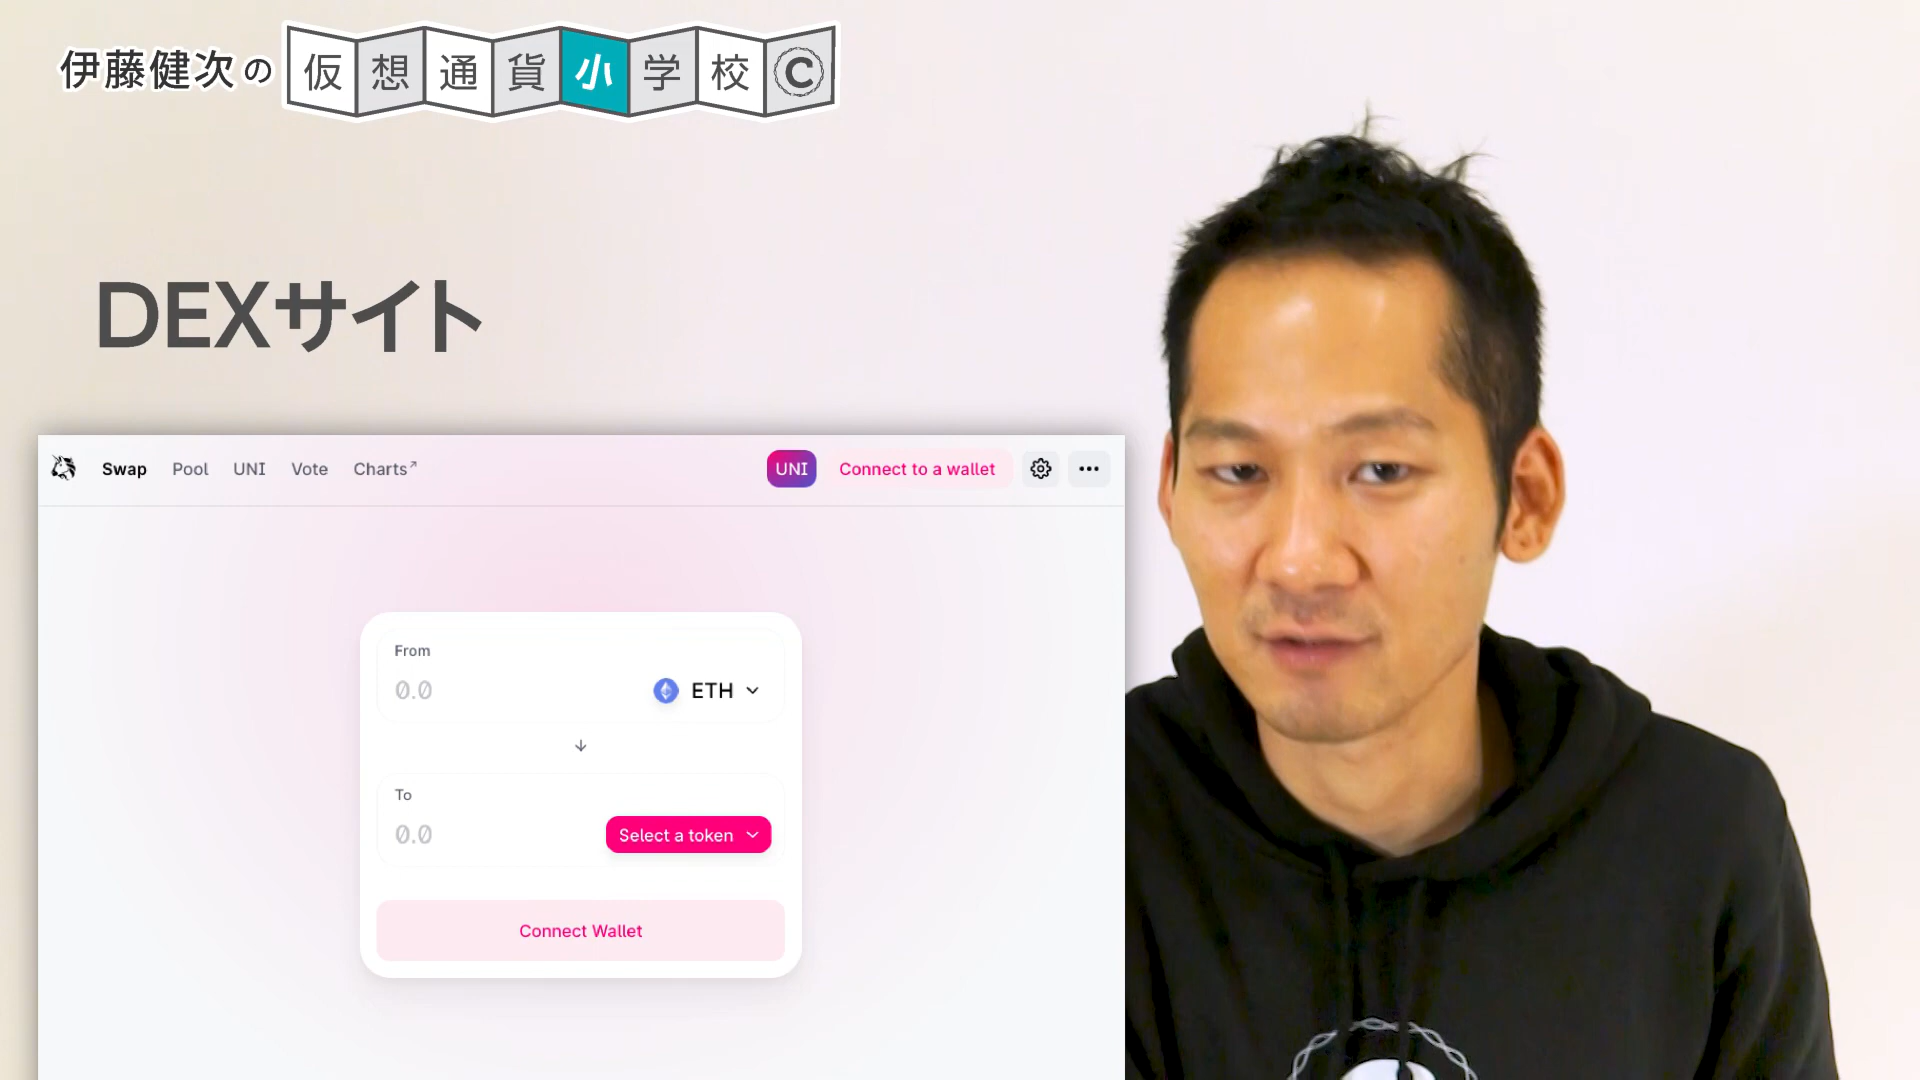 伊藤健次の仮想通貨小学校C
DEXサイト
Swap Pool UNI Vote Charts↗ UNI Connect to a wallet
From
0.0 ETH
To
0.0 Select a token
Connect Wallet